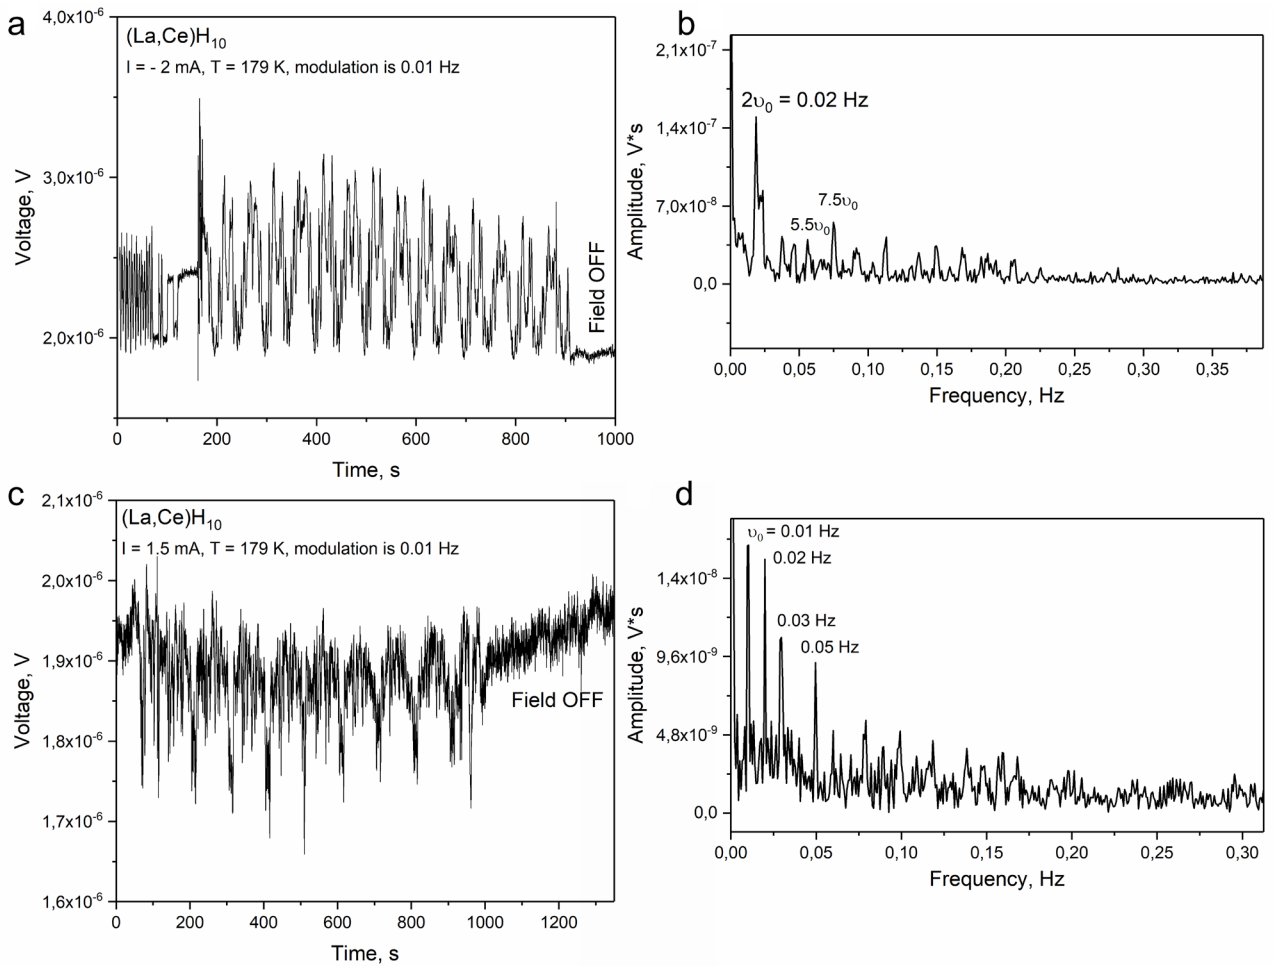 a
4,0x10⁻⁶
3,0x10⁻⁶
2,0x10⁻⁶
Voltage, V
(La,Ce)H₁₀
I = - 2 mA, T = 179 K, modulation is 0.01 Hz
Field OFF
0 200 400 600 800 1000
Time, s
b
2,1x10⁻⁷
1,4x10⁻⁷
7,0x10⁻⁸
0,0
Amplitude, V*s
2υ₀ = 0.02 Hz
7.5υ₀
5.5υ₀
0,00 0,05 0,10 0,15 0,20 0,25 0,30 0,35
Frequency, Hz
c
2,1x10⁻⁶
2,0x10⁻⁶
1,9x10⁻⁶
1,8x10⁻⁶
1,7x10⁻⁶
1,6x10⁻⁶
Voltage, V
(La,Ce)H₁₀
I = 1.5 mA, T = 179 K, modulation is 0.01 Hz
Field OFF
0 200 400 600 800 1000 1200
Time, s
d
1,4x10⁻⁸
9,6x10⁻⁹
4,8x10⁻⁹
0,0
Amplitude, V*s
υ₀ = 0.01 Hz
0.02 Hz
0.03 Hz
0.05 Hz
0,00 0,05 0,10 0,15 0,20 0,25 0,30
Frequency, Hz